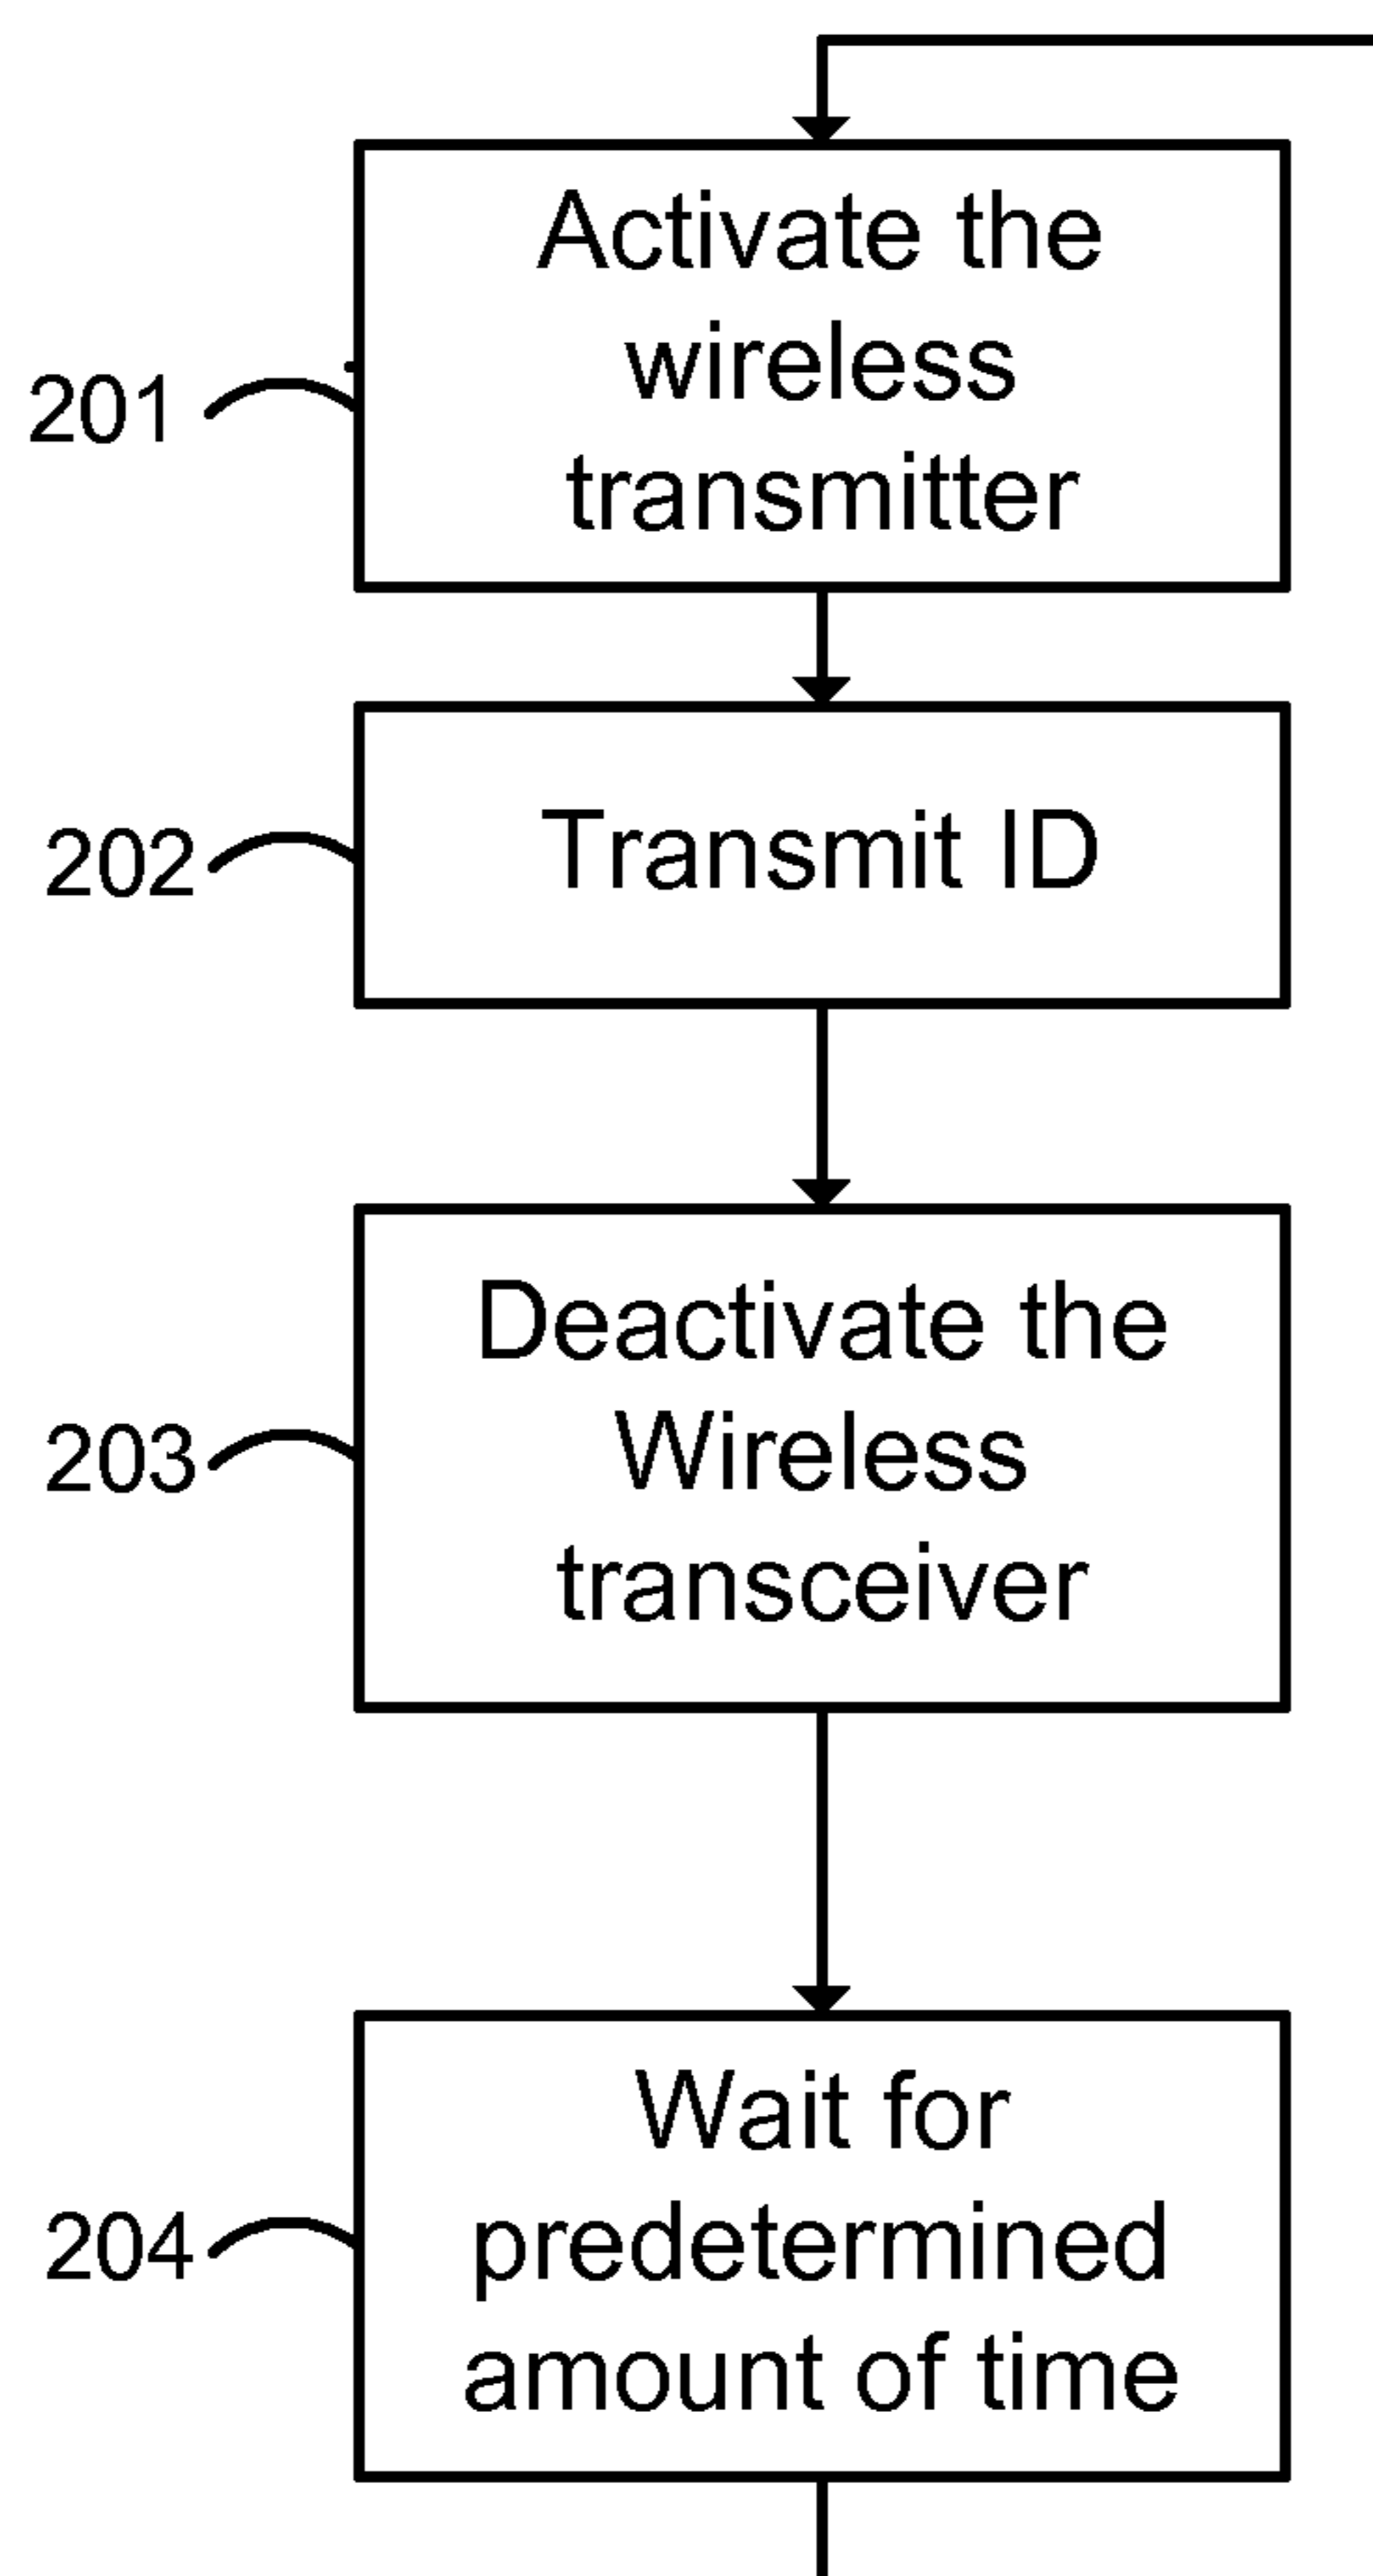 Activate the
wireless
transmitter
201
Transmit ID
202
Deactivate the
Wireless
transceiver
203
Wait for
predetermined
amount of time
204